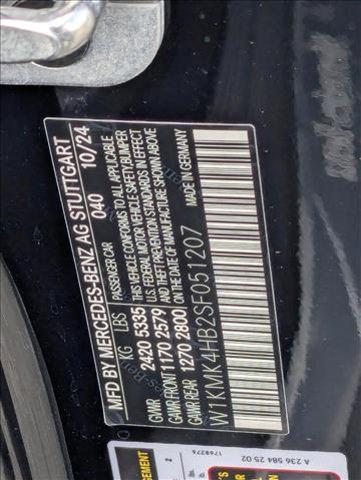 MFD BY MERCEDES-BENZ AG STUTTGART
040 10/24
PASSENGER CAR
KG LBS
GVWR 2420 5335
GAWR FRONT 1170 2579
GAWR REAR 1270 2800
VEHICLE CONFORMS TO ALL APPLICABLE
U.S. FEDERAL MOTOR VEHICLE SAFETY,BUMPER
AND THEFT PREVENTION STANDARDS IN EFFECT
ON THE DATE OF MANUFACTURE SHOWN ABOVE
MADE IN GERMANY
W1KMK4HB2SF051207
A 236 584 25 02
1768276
2